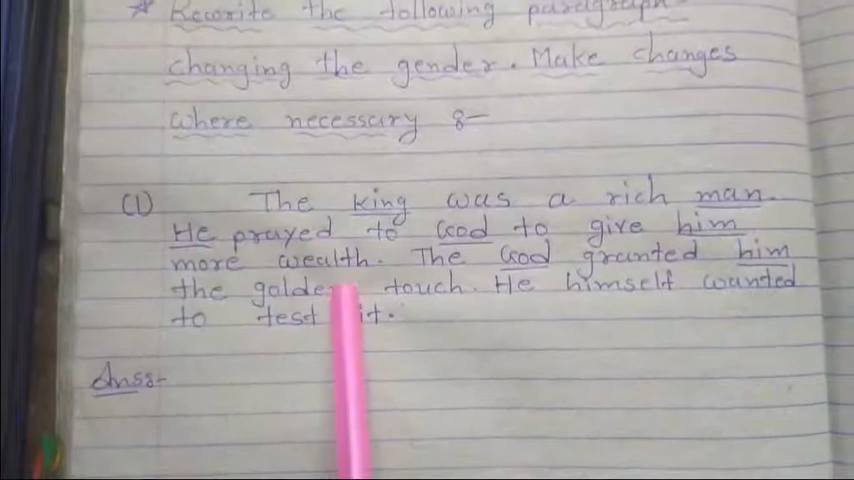 * Rewrite the following paragraph
changing the gender. Make changes
where necessary :-
(1) The king was a rich man.
He prayed to God to give him
more wealth. The God granted him
the golden touch. He himself wanted
to test it.
Ans:-